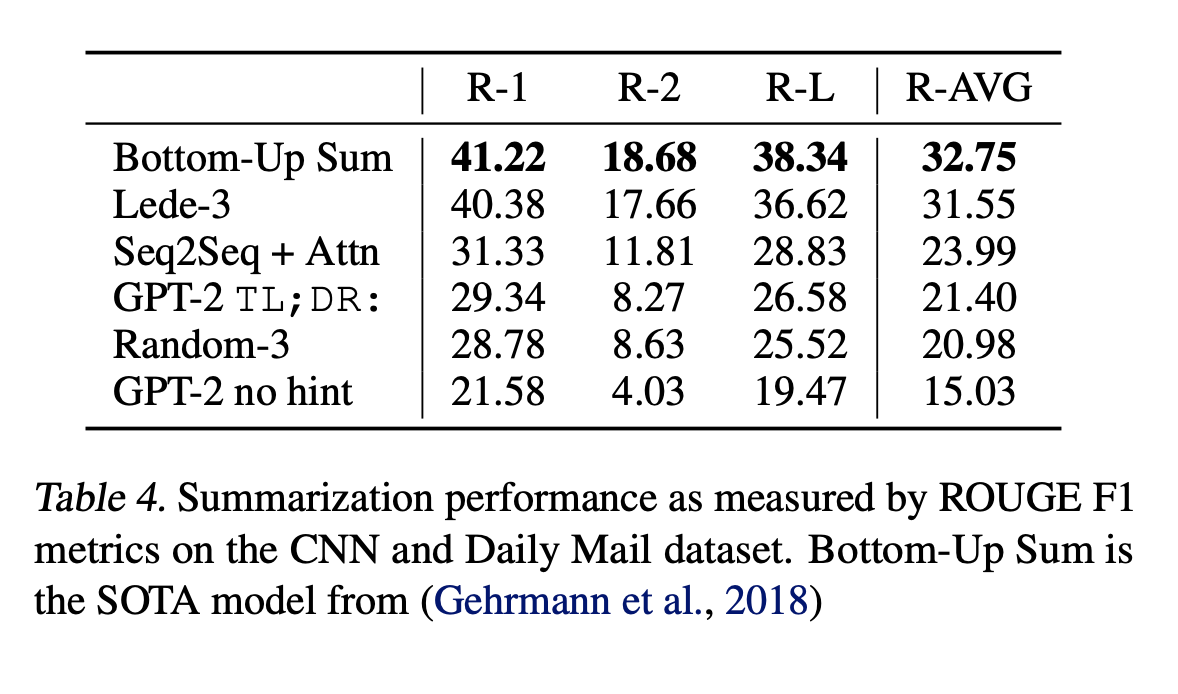 R-1 R-2 R-L R-AVG
Bottom-Up Sum 41.22 18.68 38.34 32.75
Lede-3 40.38 17.66 36.62 31.55
Seq2Seq + Attn 31.33 11.81 28.83 23.99
GPT-2 TL;DR: 29.34 8.27 26.58 21.40
Random-3 28.78 8.63 25.52 20.98
GPT-2 no hint 21.58 4.03 19.47 15.03
Table 4. Summarization performance as measured by ROUGE F1
metrics on the CNN and Daily Mail dataset. Bottom-Up Sum is
the SOTA model from (Gehrmann et al., 2018)